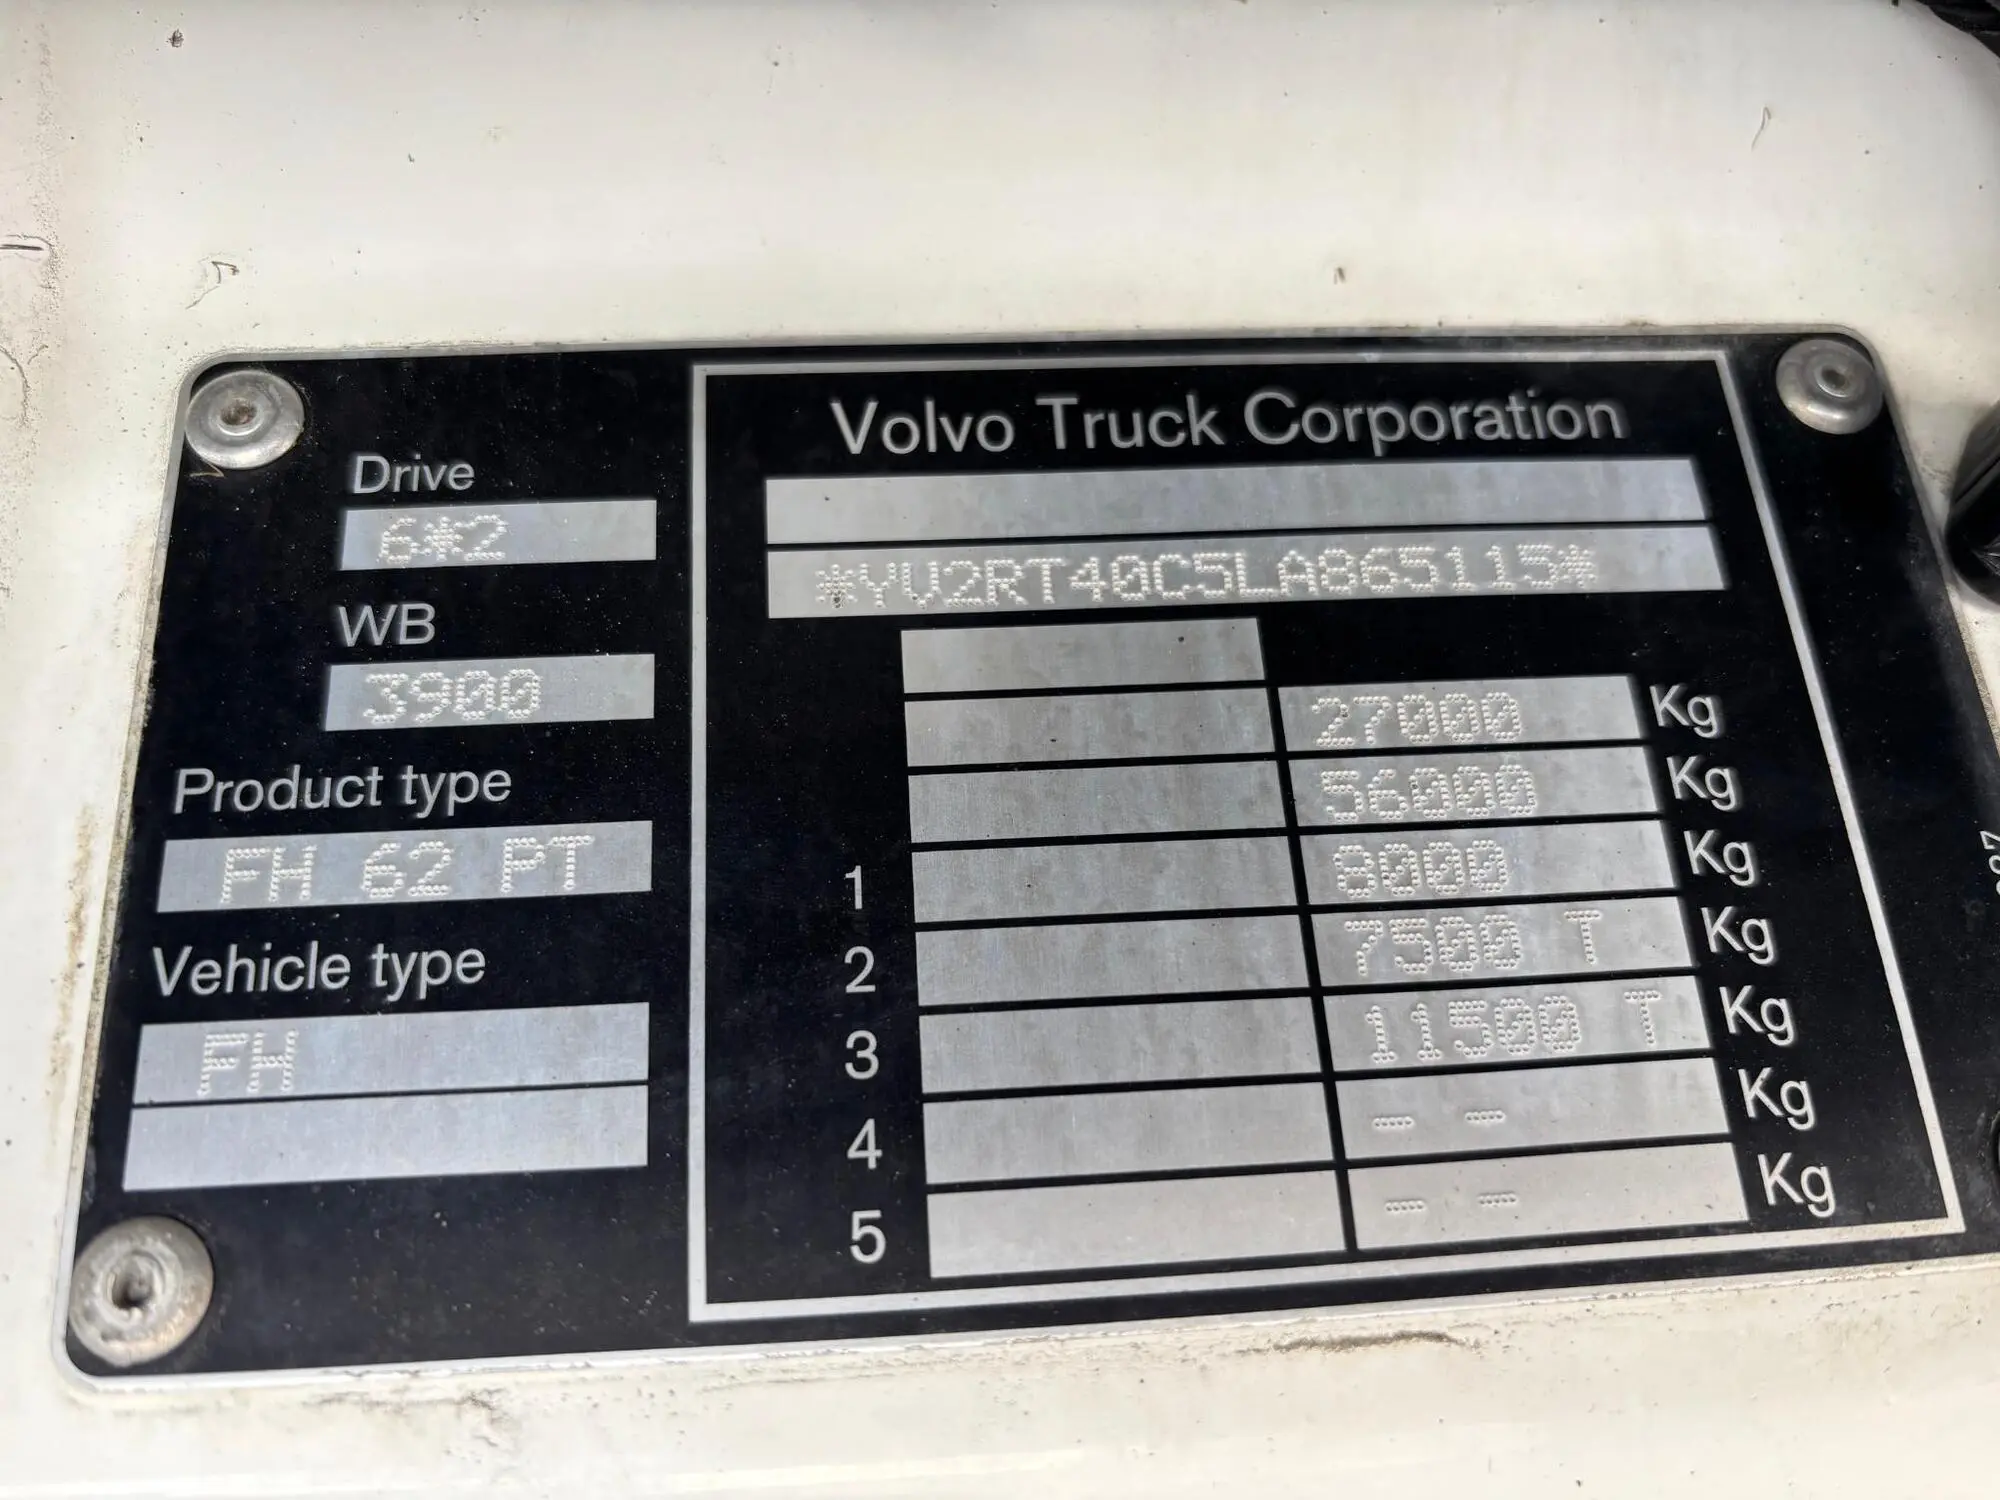 Volvo Truck Corporation
Drive
6*2
*YV2RT40C5LA865115*
WB
3900
27000 Kg
56000 Kg
Product type
FH 62 PT
1 8000 Kg
2 7500 T Kg
Vehicle type
FH
3 11500 T Kg
4 - - Kg
5 - - Kg